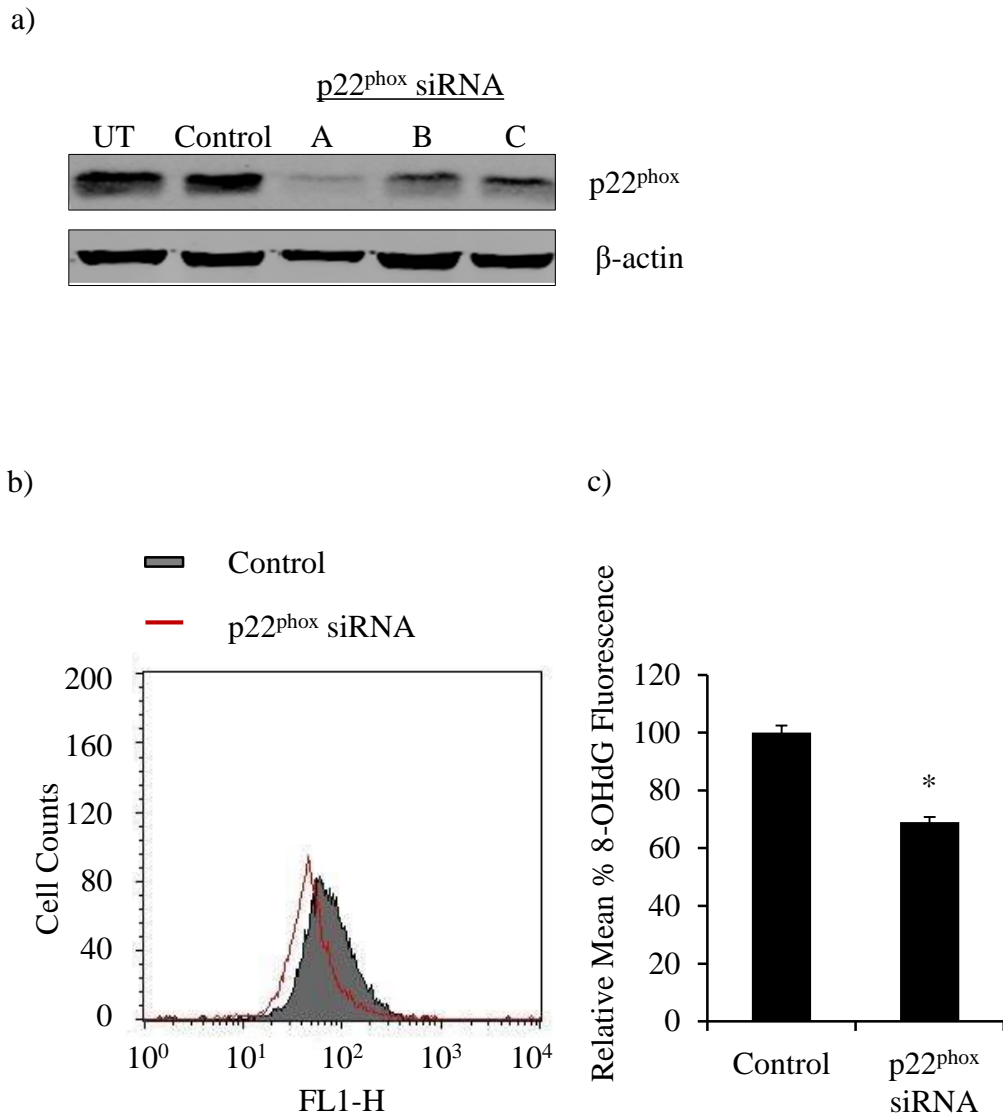 a)
p22phox siRNA
UT Control A B C
p22phox
β-actin
b)
Control
p22phox siRNA
Cell Counts
200
160
120
80
40
0
10⁰ 10¹ 10² 10³ 10⁴
FL1-H
c)
Relative Mean % 8-OHdG Fluorescence
120
100
80
60
40
20
0
Control
p22phox
siRNA
*